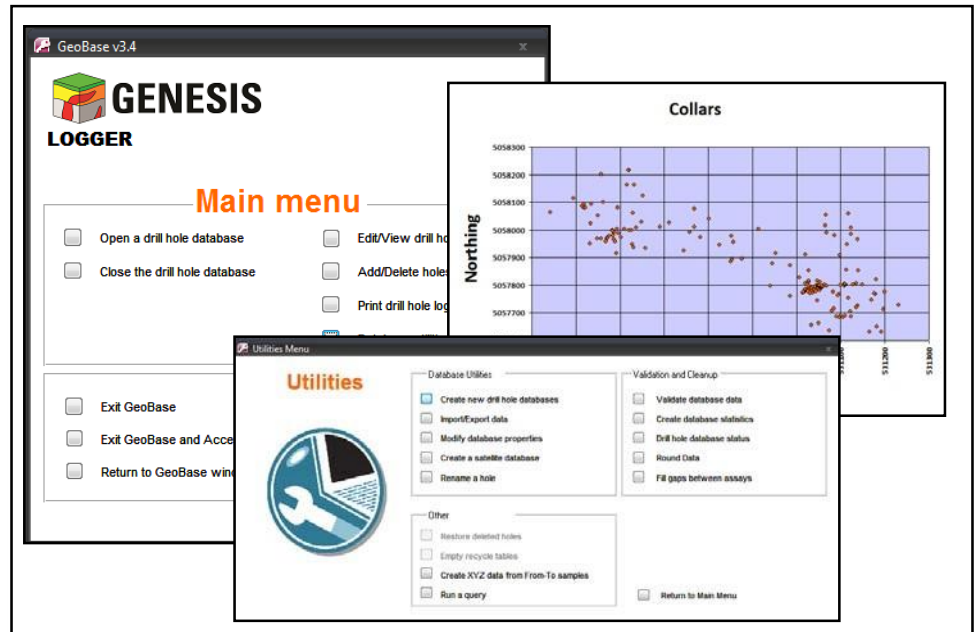 GeoBase v3.4
GENESIS
LOGGER
Main menu
Open a drill hole database
Close the drill hole database
Edit/View drill ho
Add/Delete holes
Print drill hole log
Exit GeoBase
Exit GeoBase and Acce
Return to GeoBase wind
Collars
Northing
5058300
5058200
5058100
5058000
5057900
5057800
5057700
531200
531300
Utilities Menu
Utilities
Database Utilities
Create new drill hole databases
Import/Export data
Modify database properties
Create a satellite database
Rename a hole
Validation and Cleanup
Validate database data
Create database statistics
Drill hole database status
Round Data
Fill gaps between assays
Other
Restore deleted holes
Empty recycle tables
Create XYZ data from From-To samples
Run a query
Return to Main Menu